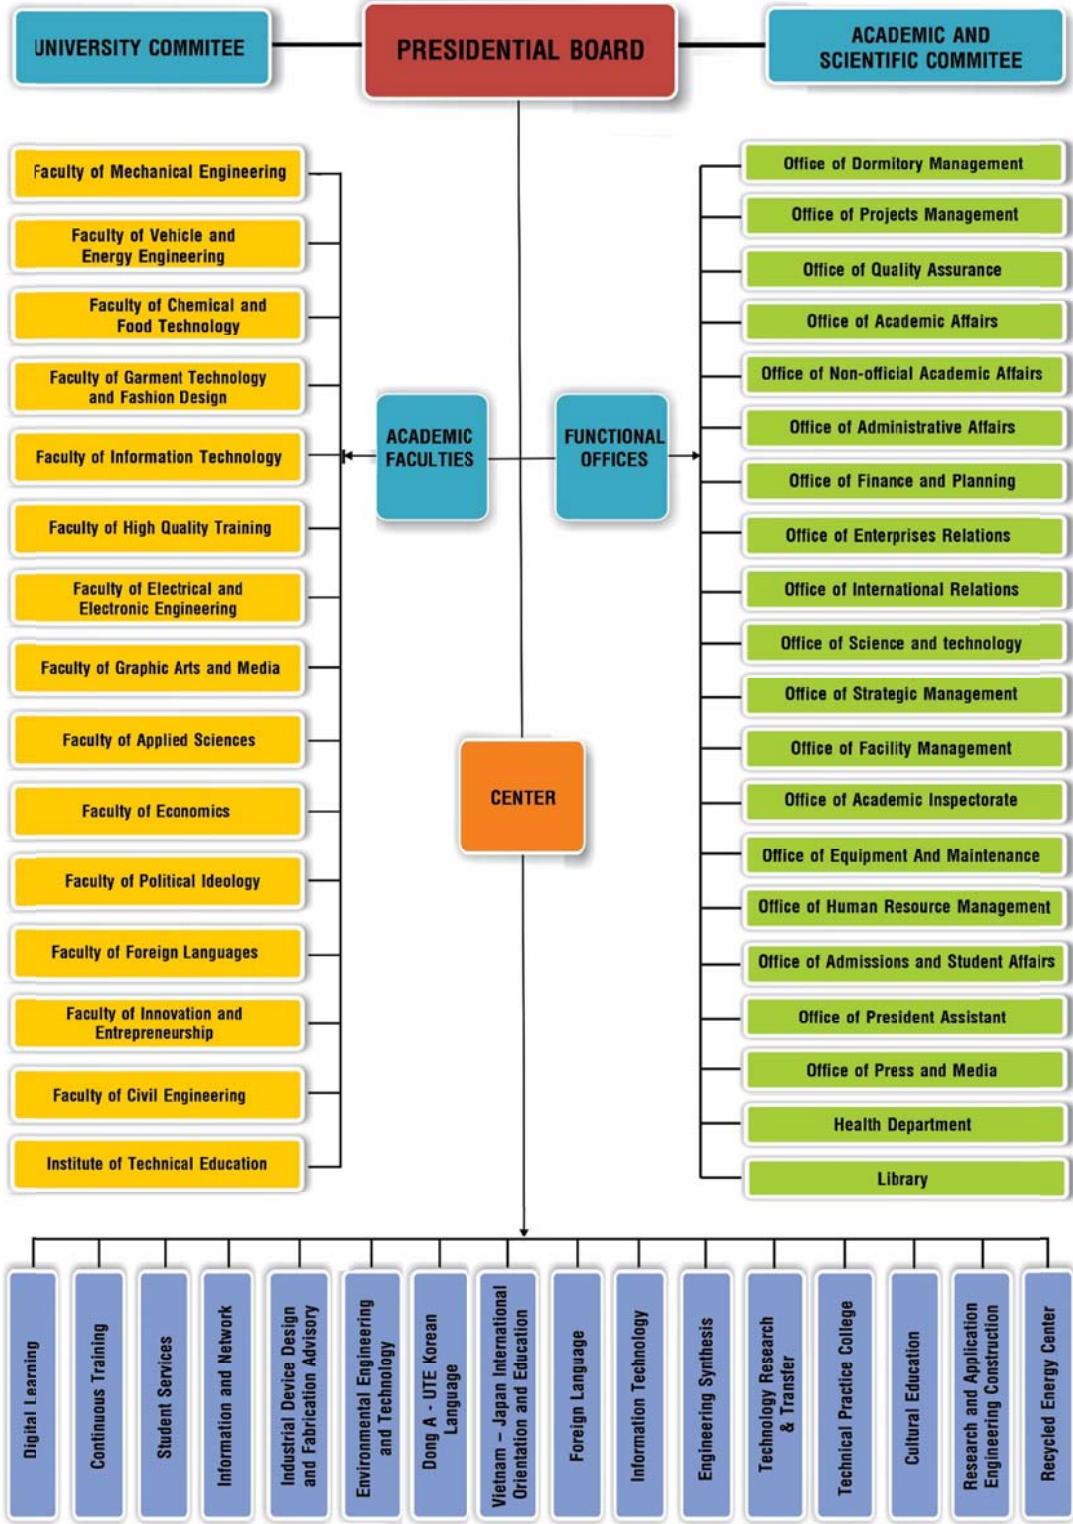 UNIVERSITY COMMITEE
PRESIDENTIAL BOARD
ACADEMIC AND
SCIENTIFIC COMMITEE
Faculty of Mechanical Engineering
Faculty of Vehicle and
Energy Engineering
Faculty of Chemical and
Food Technology
Faculty of Garment Technology
and Fashion Design
Faculty of Information Technology
Faculty of High Quality Training
Faculty of Electrical and
Electronic Engineering
Faculty of Graphic Arts and Media
Faculty of Applied Sciences
Faculty of Economics
Faculty of Political Ideology
Faculty of Foreign Languages
Faculty of Innovation and
Entrepreneurship
Faculty of Civil Engineering
Institute of Technical Education
ACADEMIC
FACULTIES
FUNCTIONAL
OFFICES
CENTER
Office of Dormitory Management
Office of Projects Management
Office of Quality Assurance
Office of Academic Affairs
Office of Non-official Academic Affairs
Office of Administrative Affairs
Office of Finance and Planning
Office of Enterprises Relations
Office of International Relations
Office of Science and technology
Office of Strategic Management
Office of Facility Management
Office of Academic Inspectorate
Office of Equipment And Maintenance
Office of Human Resource Management
Office of Admissions and Student Affairs
Office of President Assistant
Office of Press and Media
Health Department
Library
Digital Learning
Continuous Training
Student Services
Information and Network
Industrial Device Design
and Fabrication Advisory
Environmental Engineering
and Technology
Dong A - UTE Korean
Language
Vietnam – Japan International
Orientation and Education
Foreign Language
Information Technology
Engineering Synthesis
Technology Research
& Transfer
Technical Practice College
Cultural Education
Research and Application
Engineering Construction
Recycled Energy Center